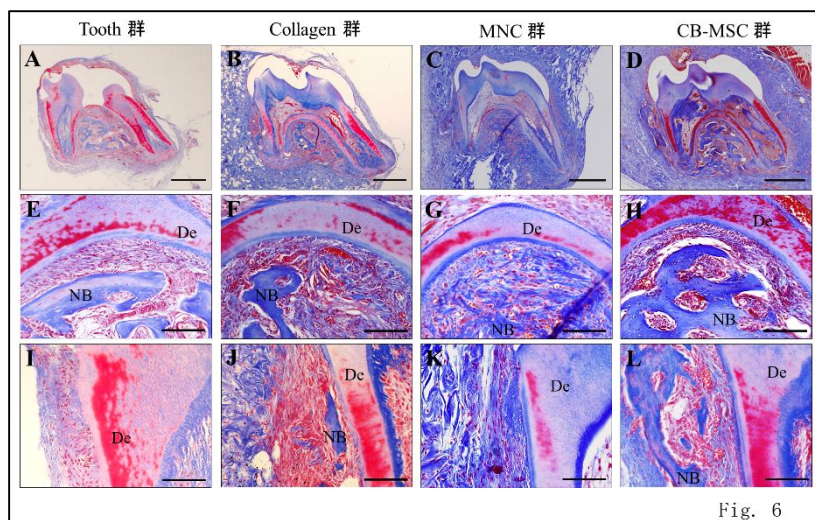 Tooth 群 Collagen 群 MNC 群 CB-MSC 群
A B C D
E De NB F De NB G De NB H De NB
I De J De NB K De L De NB
Fig. 6